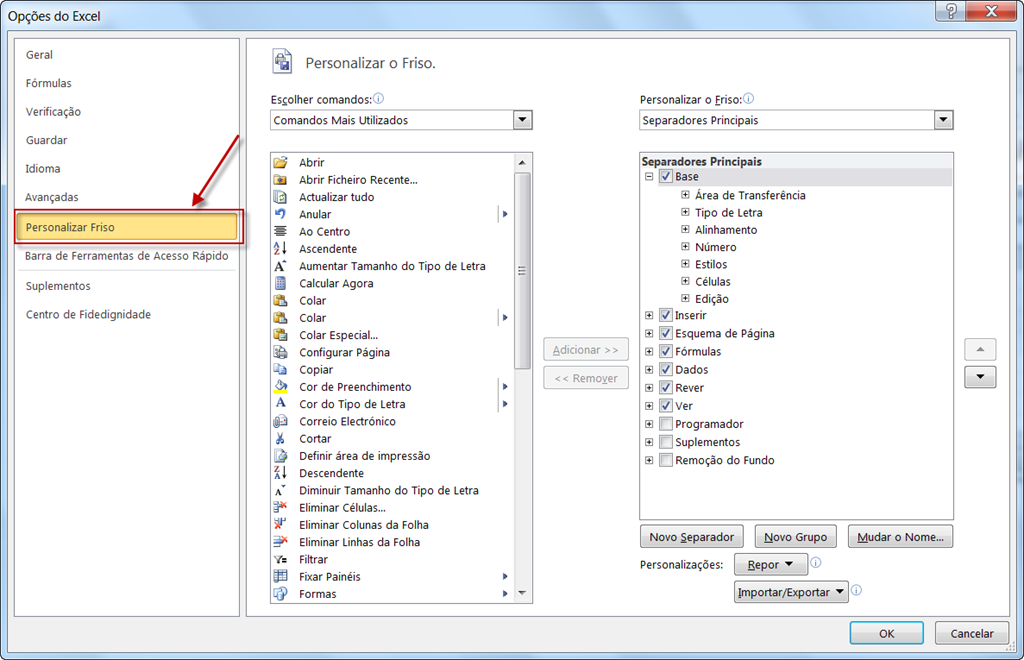 Opções do Excel
Geral
Fórmulas
Verificação
Guardar
Idioma
Avançadas
Personalizar Friso
Barra de Ferramentas de Acesso Rápido
Suplementos
Centro de Fidedignidade
Personalizar o Friso.
Escolher comandos:
Comandos Mais Utilizados
Abrir
Abrir Ficheiro Recente...
Actualizar tudo
Anular
Ao Centro
Ascendente
Aumentar Tamanho do Tipo de Letra
Calcular Agora
Colar
Colar
Colar Especial...
Configurar Página
Copiar
Cor de Preenchimento
Cor do Tipo de Letra
Correio Electrónico
Cortar
Definir área de impressão
Descendente
Diminuir Tamanho do Tipo de Letra
Eliminar Células...
Eliminar Colunas da Folha
Eliminar Linhas da Folha
Filtrar
Fixar Painéis
Formas
Adicionar >>
<< Remover
Personalizar o Friso:
Separadores Principais
Separadores Principais
Base
Área de Transferência
Tipo de Letra
Alinhamento
Número
Estilos
Células
Edição
Inserir
Esquema de Página
Fórmulas
Dados
Rever
Ver
Programador
Suplementos
Remoção do Fundo
Novo Separador
Novo Grupo
Mudar o Nome...
Personalizações:
Repor
Importar/Exportar
OK
Cancelar